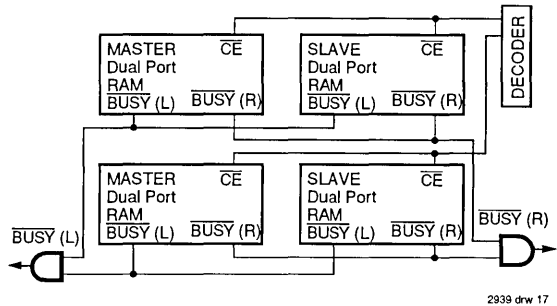 MASTER CE
Dual Port
RAM
BUSY (L) BUSY (R)
SLAVE CE
Dual Port
RAM
BUSY (L) BUSY (R)
DECODER
MASTER CE
Dual Port
RAM
BUSY (L) BUSY (R)
SLAVE CE
Dual Port
RAM
BUSY (L) BUSY (R)
BUSY (L)
BUSY (R)
2939 drw 17